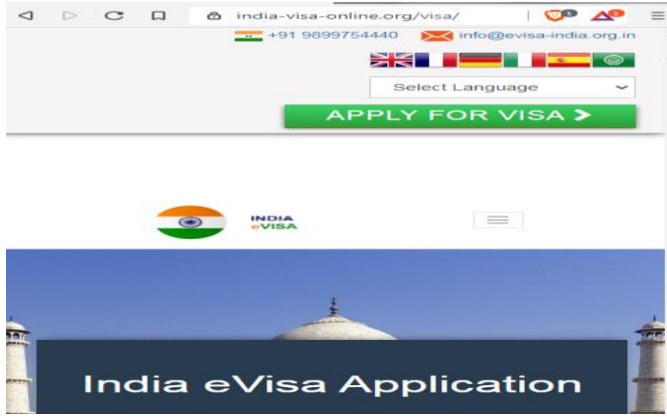 india-visa-online.org/visa/
+91 9899754440 info@evisa-india.org.in
Select Language
APPLY FOR VISA
INDIA
eVISA
India eVisa Application